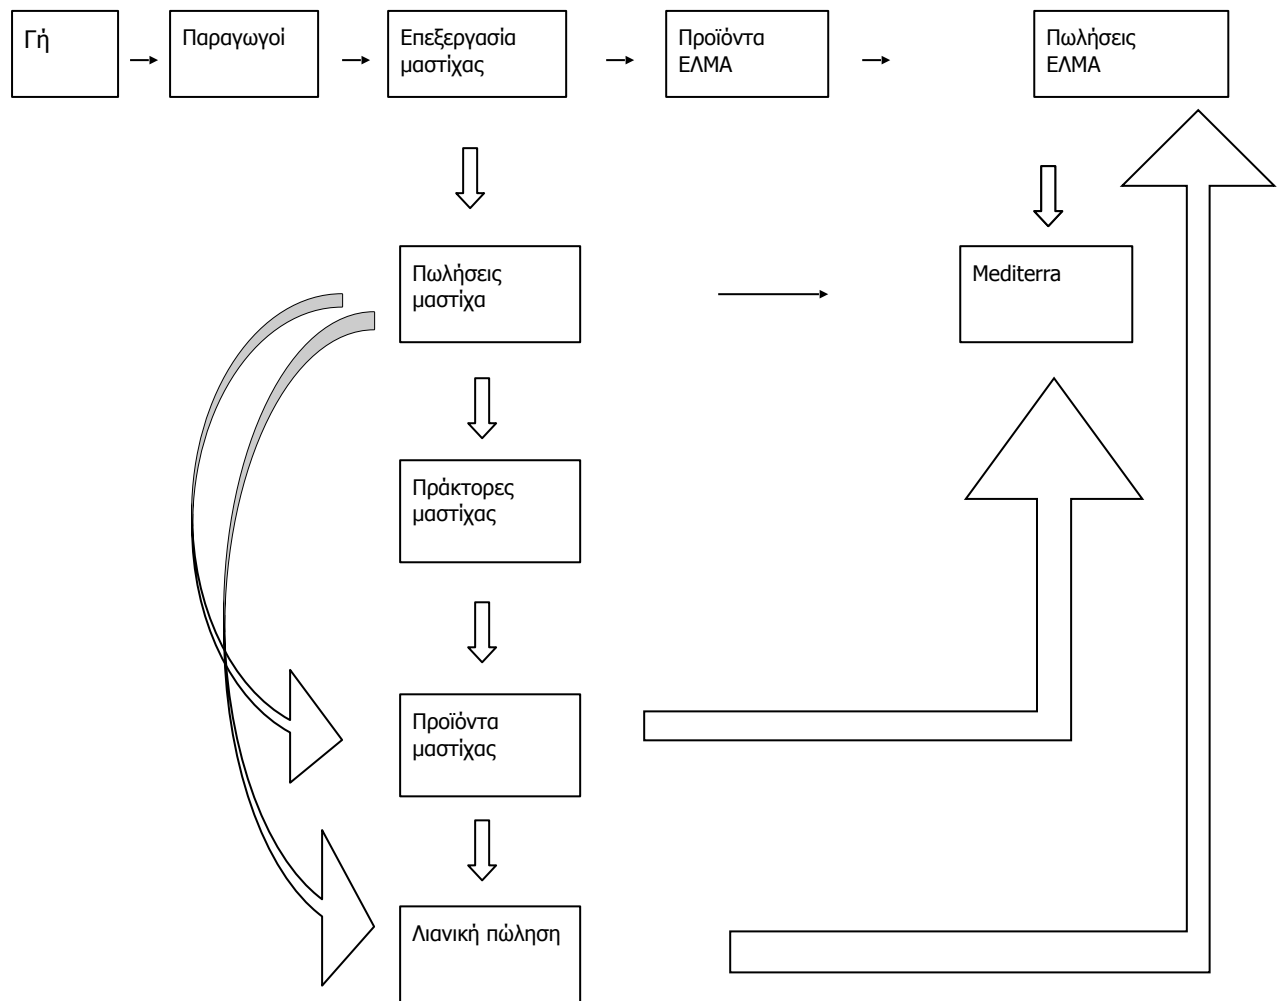 Γή
Παραγωγοί
Επεξεργασία
μαστίχας
Προϊόντα
ΕΛΜΑ
Πωλήσεις
ΕΛΜΑ
Πωλήσεις
μαστίχα
Mediterra
Πράκτορες
μαστίχας
Προϊόντα
μαστίχας
Λιανική πώληση